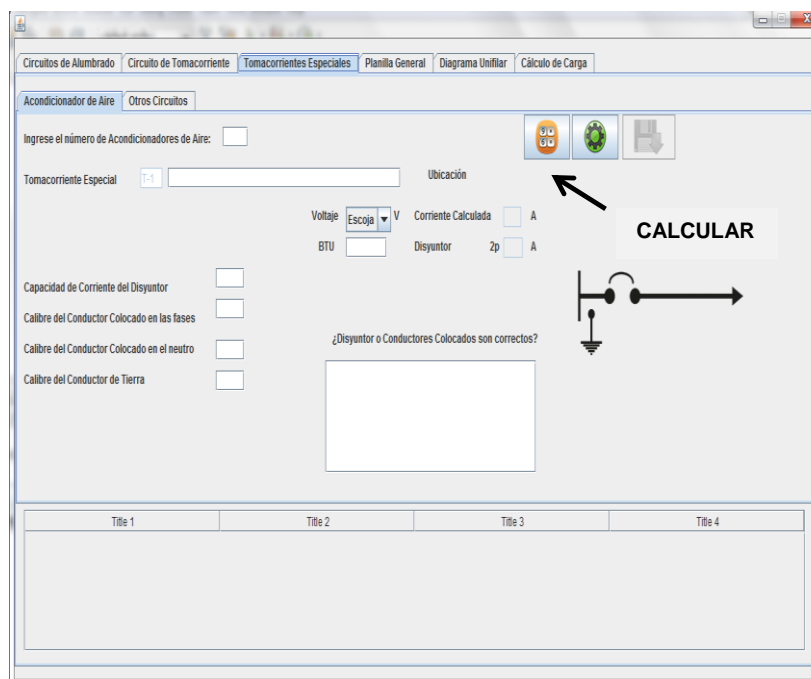 Circuitos de Alumbrado Circuito de Tomacorriente Tomacorrientes Especiales Planilla General Diagrama Unifilar Cálculo de Carga
Acondicionador de Aire Otros Circuitos
Ingrese el número de Acondicionadores de Aire:
Tomacorriente Especial T-1 Ubicación
CALCULAR
Voltaje Escoja V Corriente Calculada A
BTU Disyuntor 2p A
Capacidad de Corriente del Disyuntor
Calibre del Conductor Colocado en las fases
Calibre del Conductor Colocado en el neutro
Calibre del Conductor de Tierra
¿Disyuntor o Conductores Colocados son correctos?
Title 1 Title 2 Title 3 Title 4